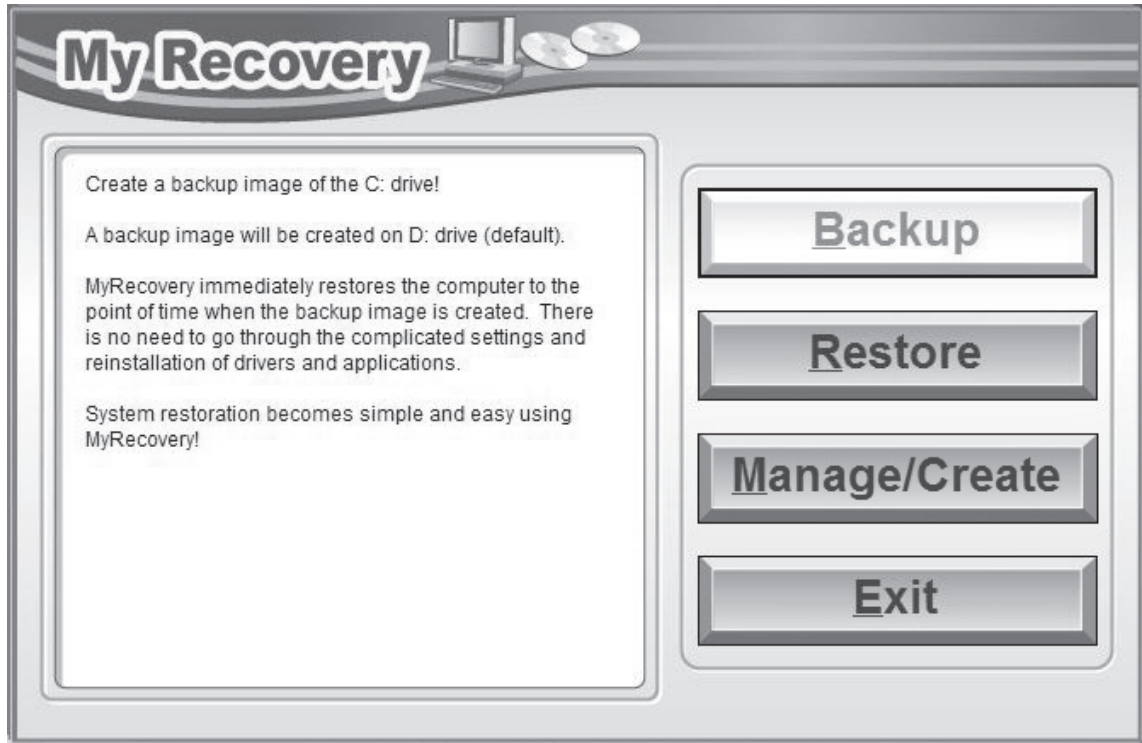 My Recovery
Create a backup image of the C: drive!
A backup image will be created on D: drive (default).
MyRecovery immediately restores the computer to the
point of time when the backup image is created. There
is no need to go through the complicated settings and
reinstallation of drivers and applications.
System restoration becomes simple and easy using
MyRecovery!
Backup
Restore
Manage/Create
Exit